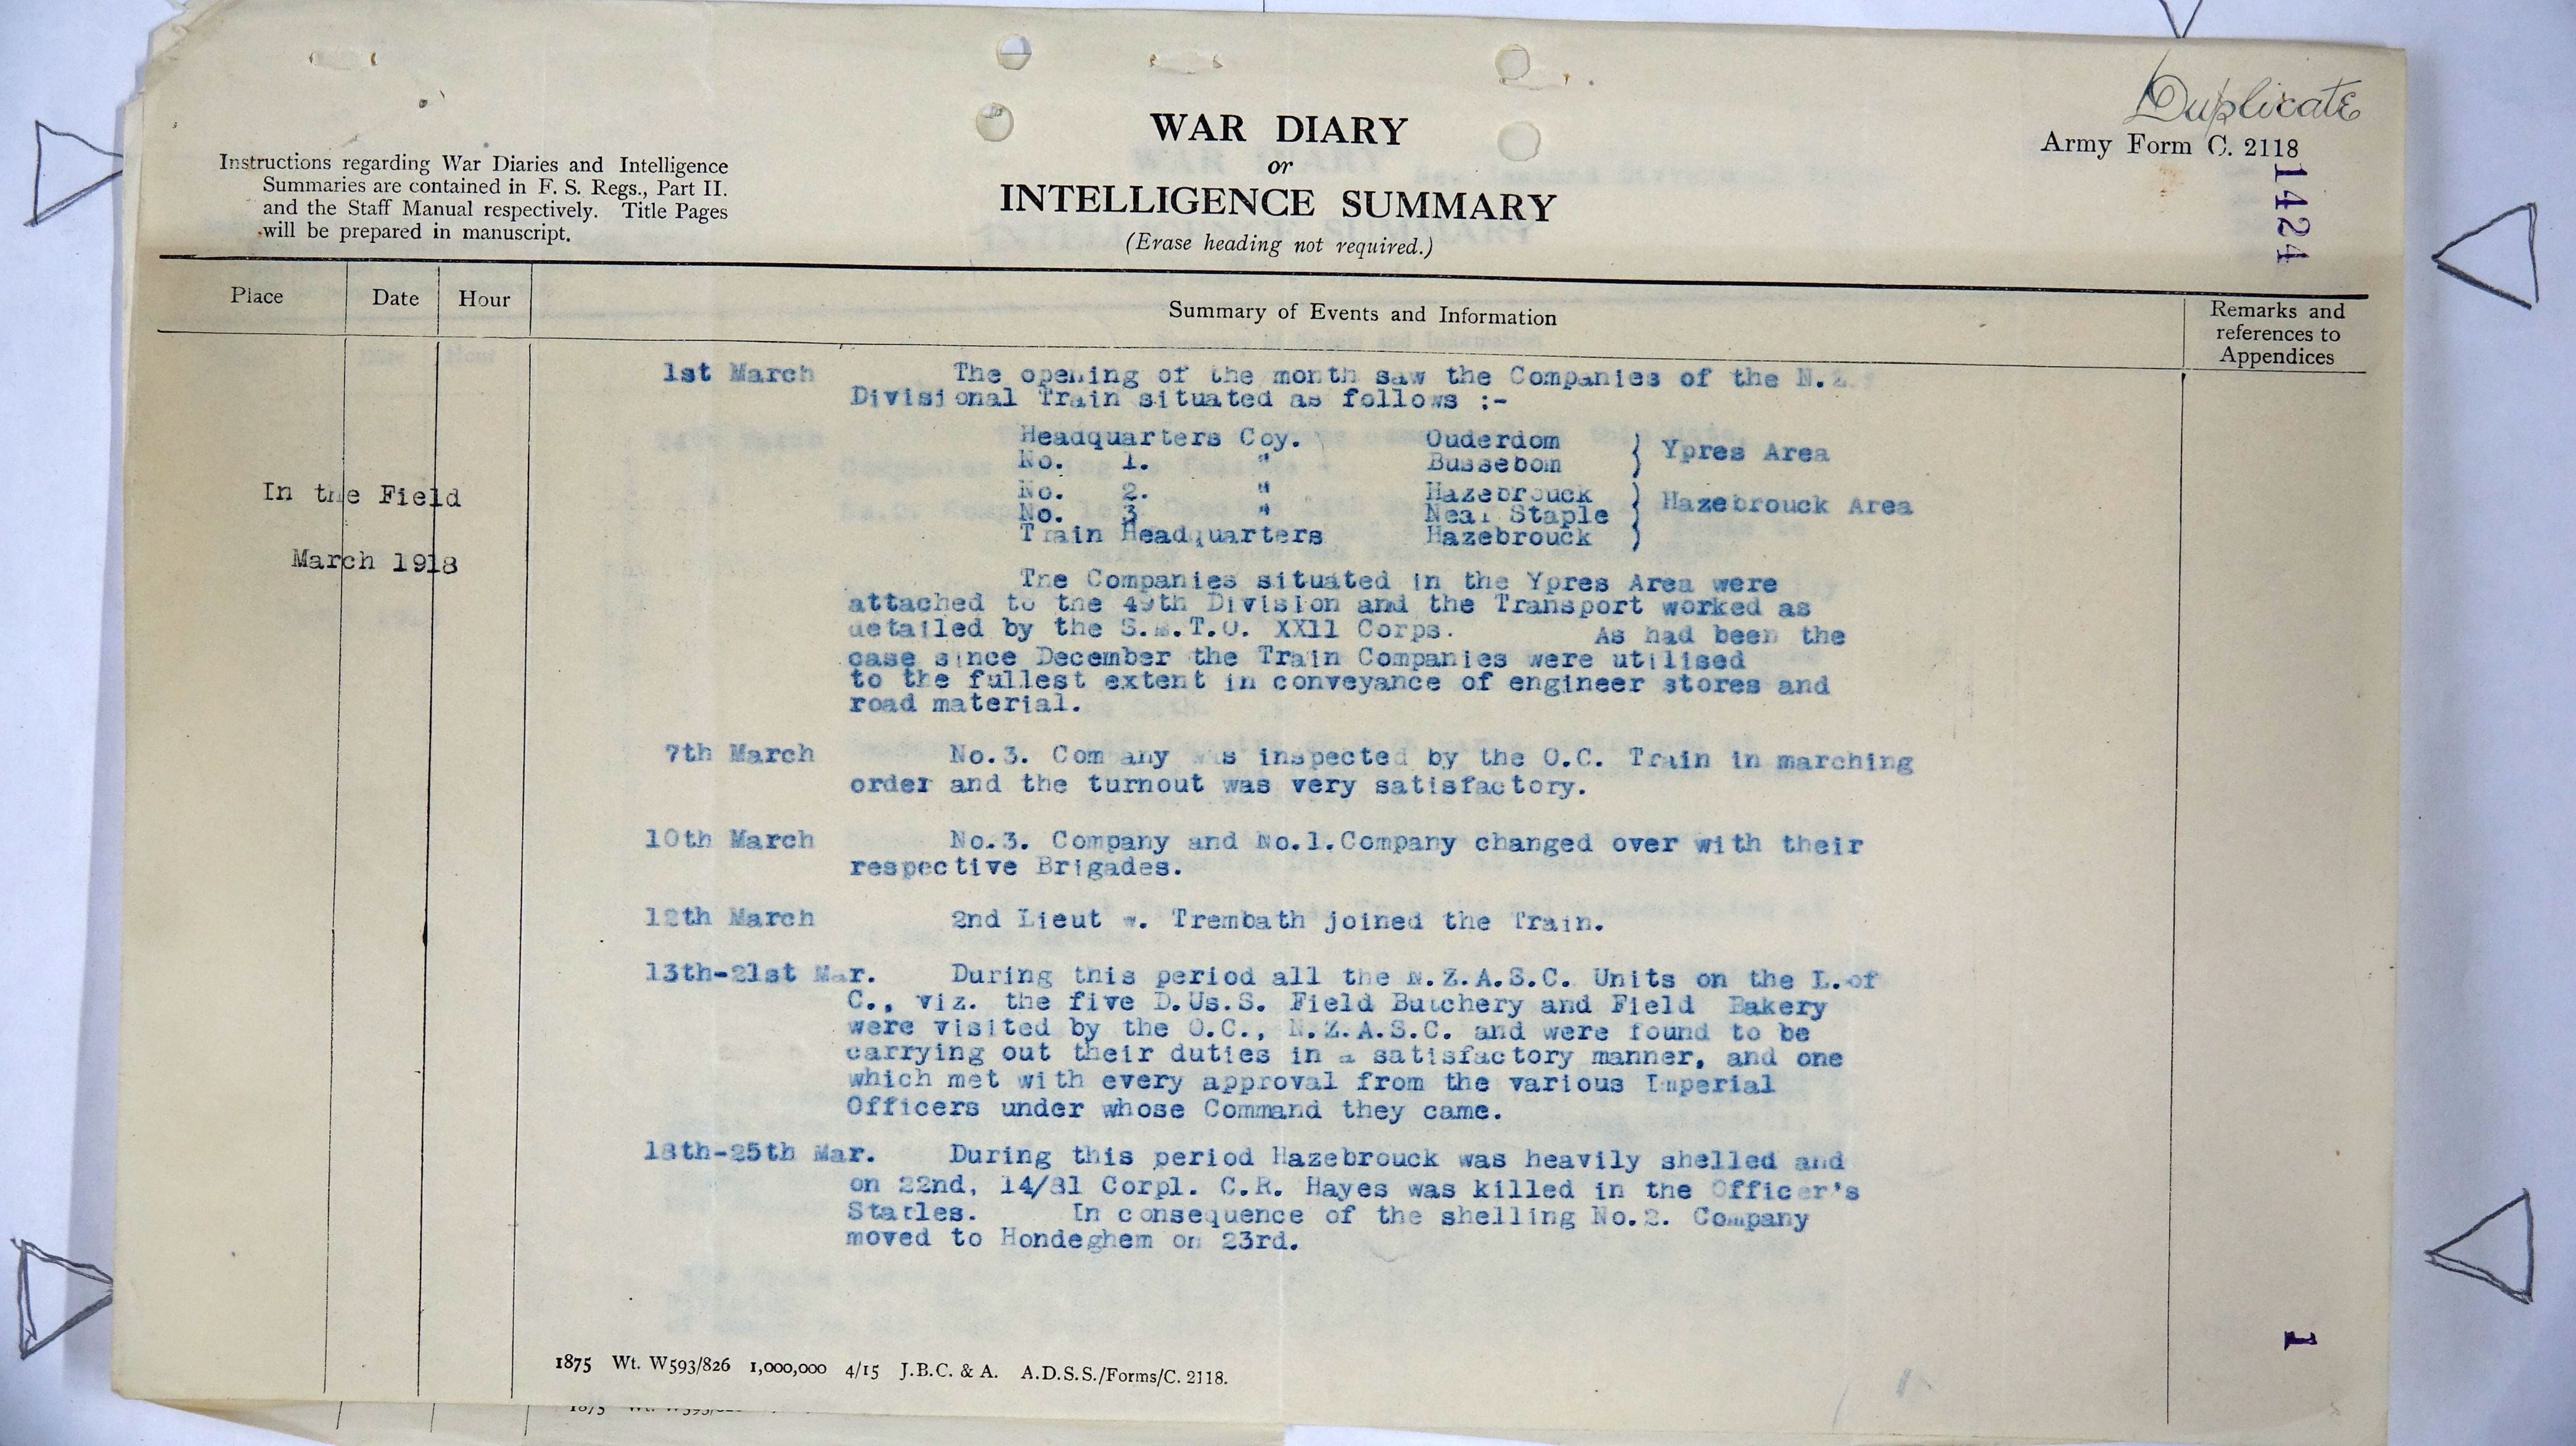 Duplicate
Army Form C. 2118
1424
WAR DIARY
or
INTELLIGENCE SUMMARY
(Erase heading not required.)
Instructions regarding War Diaries and Intelligence
Summaries are contained in F. S. Regs., Part II.
and the Staff Manual respectively. Title Pages
will be prepared in manuscript.
Place
Date
Hour
Summary of Events and Information
Remarks and
references to
Appendices
In the Field
March 1918
1st March The opening of the month saw the Companies of the N.Z.
Divisional Train situated as follows :-
Headquarters Coy. Ouderdom } Ypres Area
No. 1. " Bussebom }
No. 2. " Hazebrouck } Hazebrouck Area
No. 3 " Near Staple }
Train Headquarters Hazebrouck }
The Companies situated in the Ypres Area were
attached to the 49th Division and the Transport worked as
detailed by the S.M.T.O. XX11 Corps. As had been the
case since December the Train Companies were utilised
to the fullest extent in conveyance of engineer stores and
road material.
7th March No.3. Company was inspected by the O.C. Train in marching
order and the turnout was very satisfactory.
10th March No.3. Company and No.1.Company changed over with their
respective Brigades.
12th March 2nd Lieut W. Trembath joined the Train.
13th-21st Mar. During this period all the N.Z.A.S.C. Units on the L.of
C., viz. the five D.Us.S. Field Butchery and Field Bakery
were visited by the O.C., N.Z.A.S.C. and were found to be
carrying out their duties in a satisfactory manner, and one
which met with every approval from the various Imperial
Officers under whose Command they came.
18th-25th Mar. During this period Hazebrouck was heavily shelled and
on 22nd, 14/81 Corpl. C.R. Hayes was killed in the Officer's
Stables. In consequence of the shelling No.2. Company
moved to Hondeghem on 23rd.
1
1875 Wt. W593/826 1,000,000 4/15 J.B.C. & A. A.D.S.S./Forms/C. 2118.